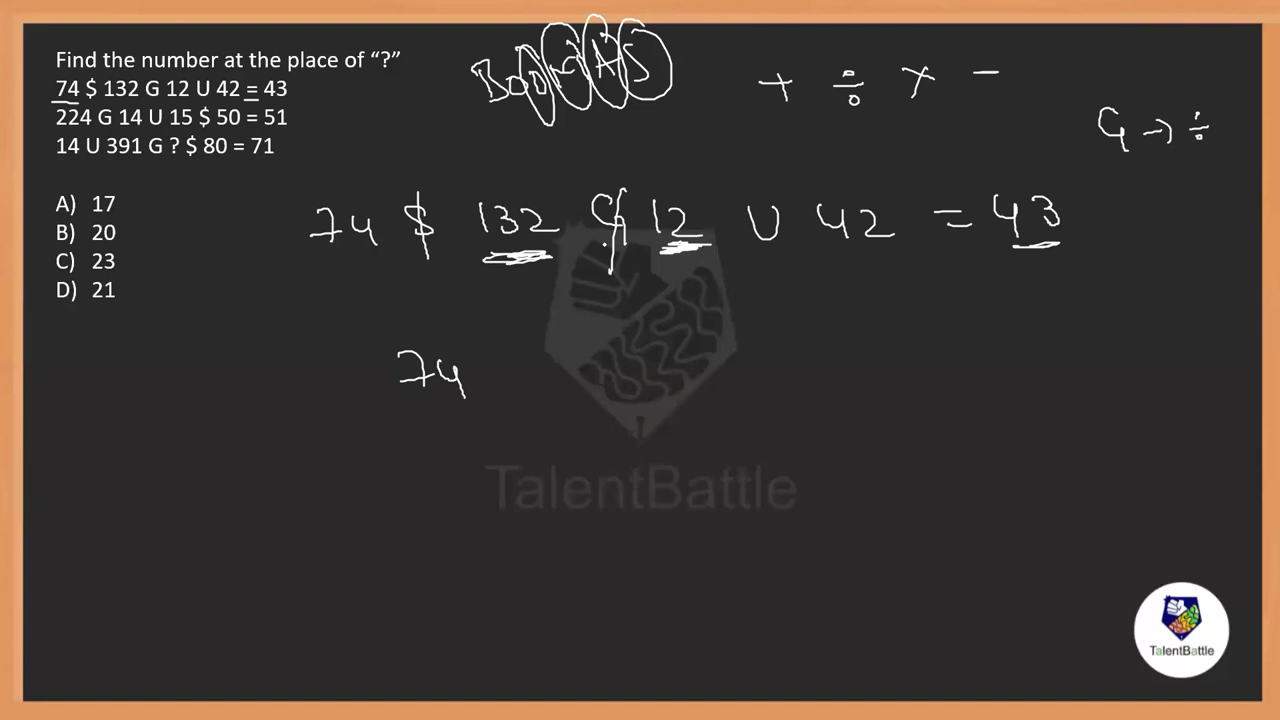 Find the number at the place of “?”
74 $ 132 G 12 U 42 = 43
224 G 14 U 15 $ 50 = 51
14 U 391 G ? $ 80 = 71
A) 17
B) 20
C) 23
D) 21
BODMAS
+ ÷ × −
G → ÷
74 $ 132 G 12 U 42 = 43
74
TalentBattle
TalentBattle